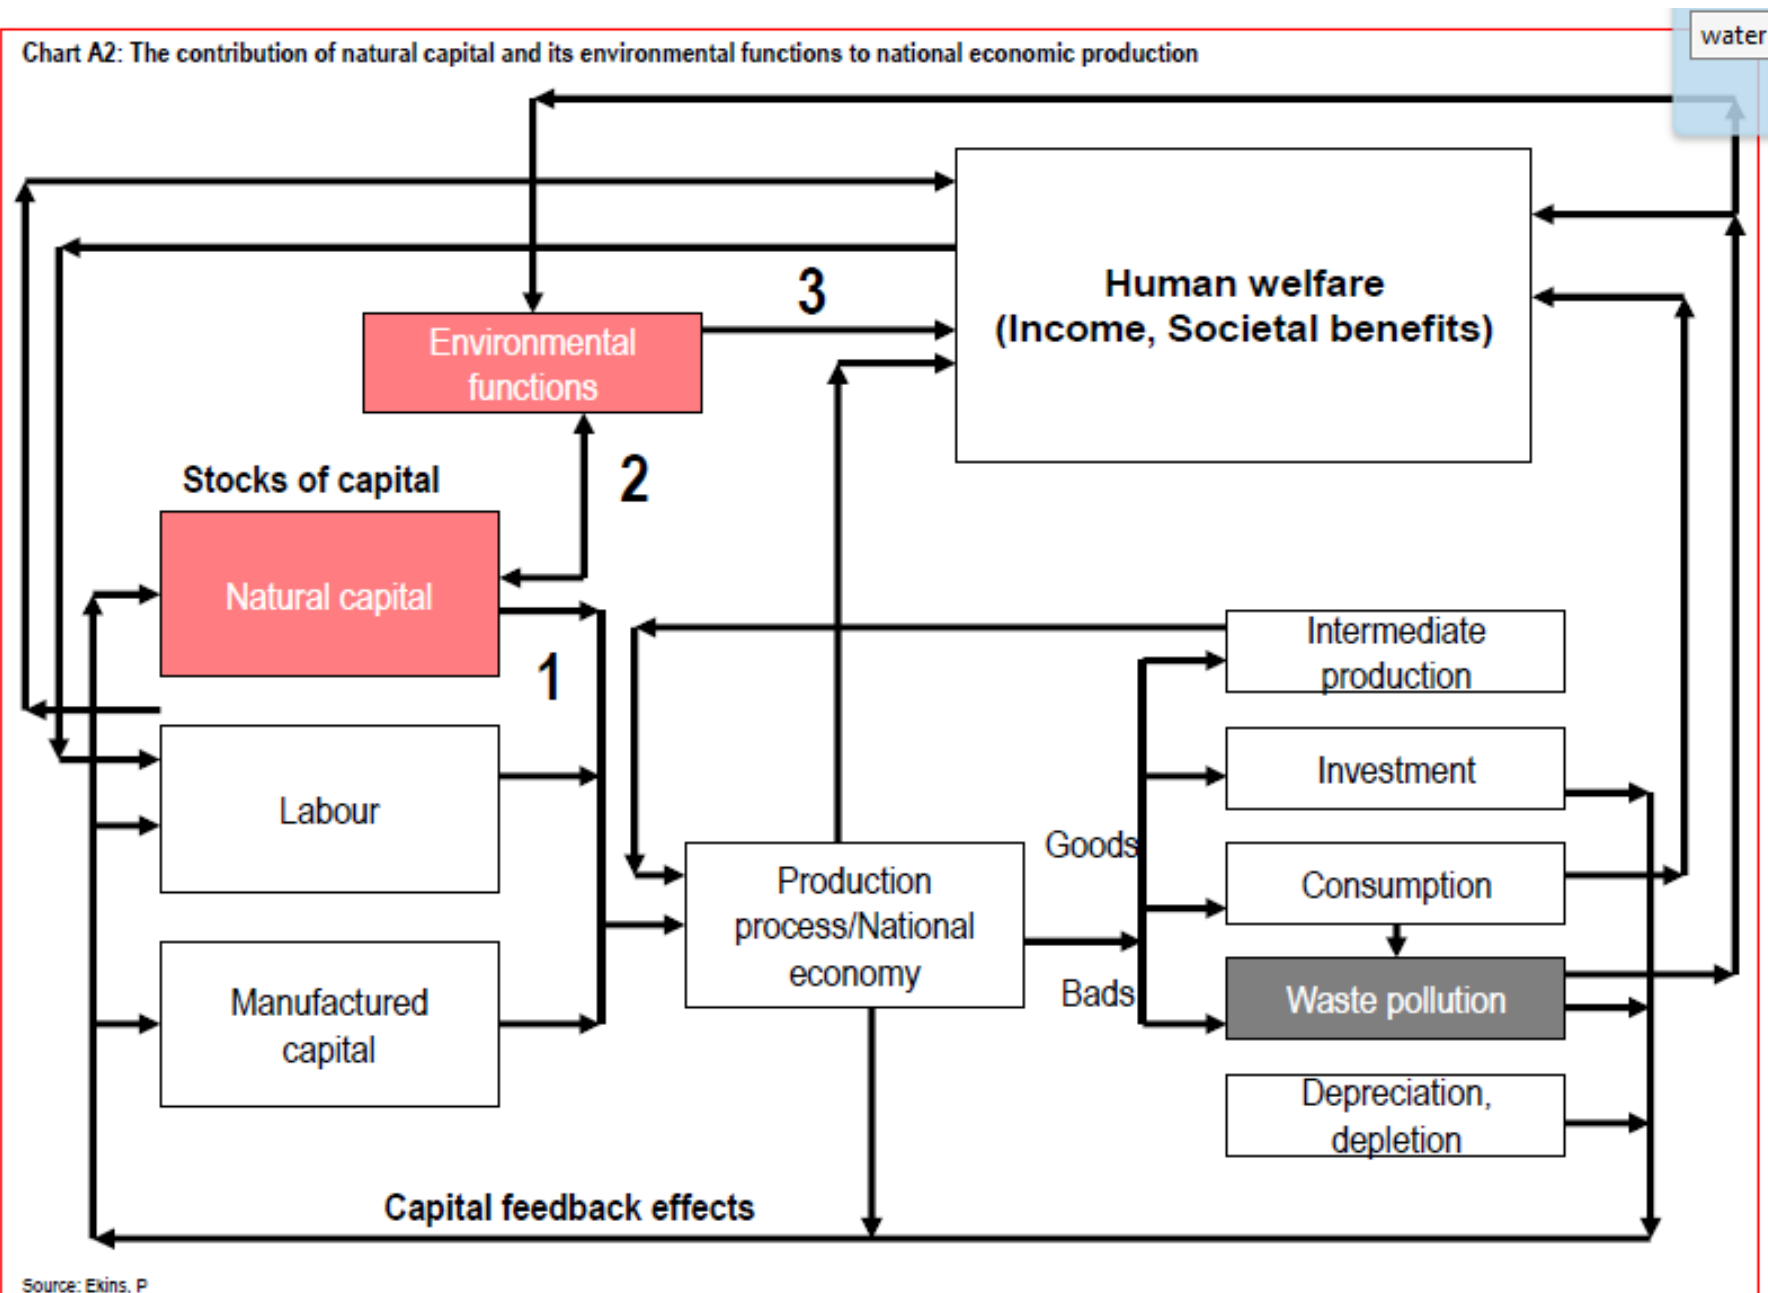 water
Chart A2: The contribution of natural capital and its environmental functions to national economic production
Human welfare
(Income, Societal benefits)
3
Environmental
functions
2
Stocks of capital
Natural capital
1
Intermediate
production
Investment
Labour
Goods
Production
process/National
economy
Consumption
Bads
Waste pollution
Manufactured
capital
Depreciation,
depletion
Capital feedback effects
Source: Ekins, P